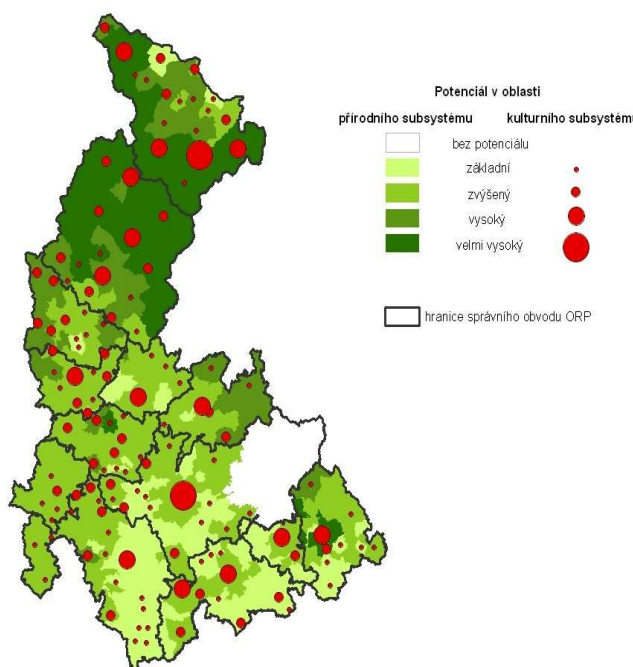 Potenciál v oblasti
přírodního subsystému kulturního subsystému
bez potenciálu
základní
zvýšený
vysoký
velmi vysoký
hranice správního obvodu ORP